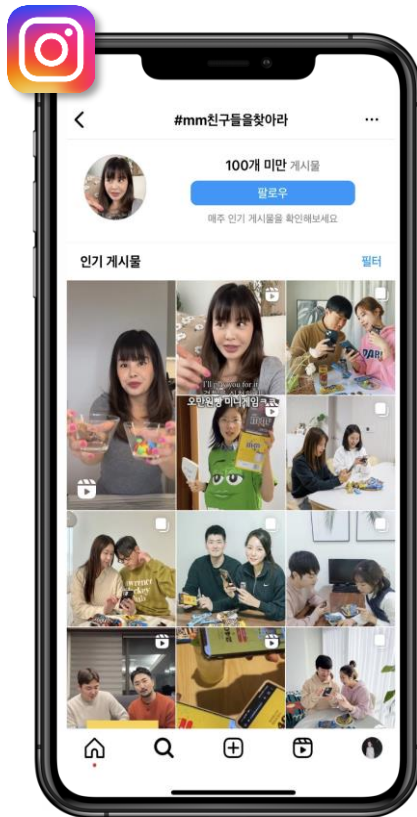 #mm친구들을찾아라
100개 미만 게시물
팔로우
매주 인기 게시물을 확인해보세요
인기 게시물
필터
I'll pay you for it
오만원빵 미니게임ㅋㅋ